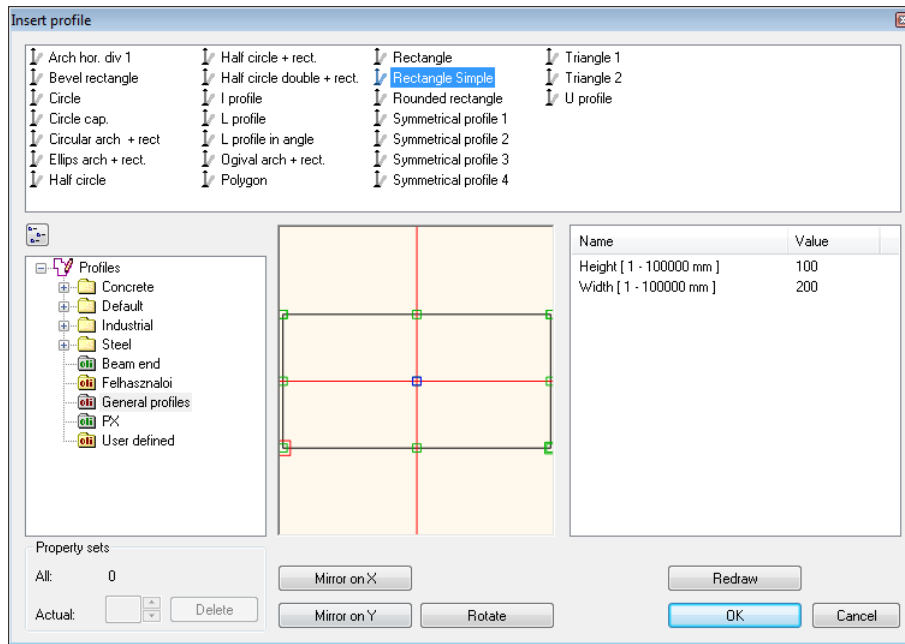 Insert profile
Arch hor. div 1
Bevel rectangle
Circle
Circle cap.
Circular arch + rect
Ellips arch + rect.
Half circle
Half circle + rect.
Half circle double + rect.
I profile
L profile
L profile in angle
Ogival arch + rect.
Polygon
Rectangle
Rectangle Simple
Rounded rectangle
Symmetrical profile 1
Symmetrical profile 2
Symmetrical profile 3
Symmetrical profile 4
Triangle 1
Triangle 2
U profile
Profiles
Concrete
Default
Industrial
Steel
Beam end
Felhasznaloi
General profiles
PX
User defined
Name Value
Height [ 1 - 100000 mm ] 100
Width [ 1 - 100000 mm ] 200
Property sets
All: 0
Actual: Delete
Mirror on X
Mirror on Y Rotate
Redraw
OK Cancel